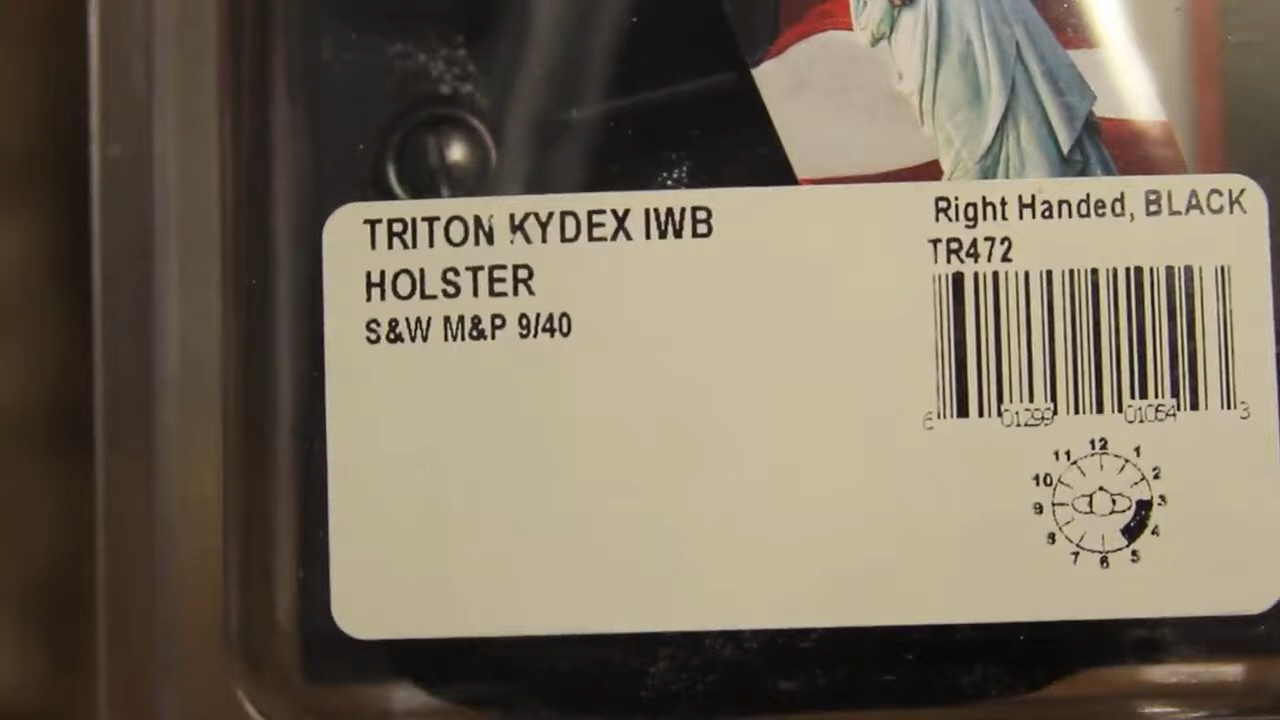 TRITON KYDEX IWB
HOLSTER
S&W M&P 9/40
Right Handed, BLACK
TR472
6 01299 01064 3
12
11 1
10 2
9 3
8 4
7 6 5